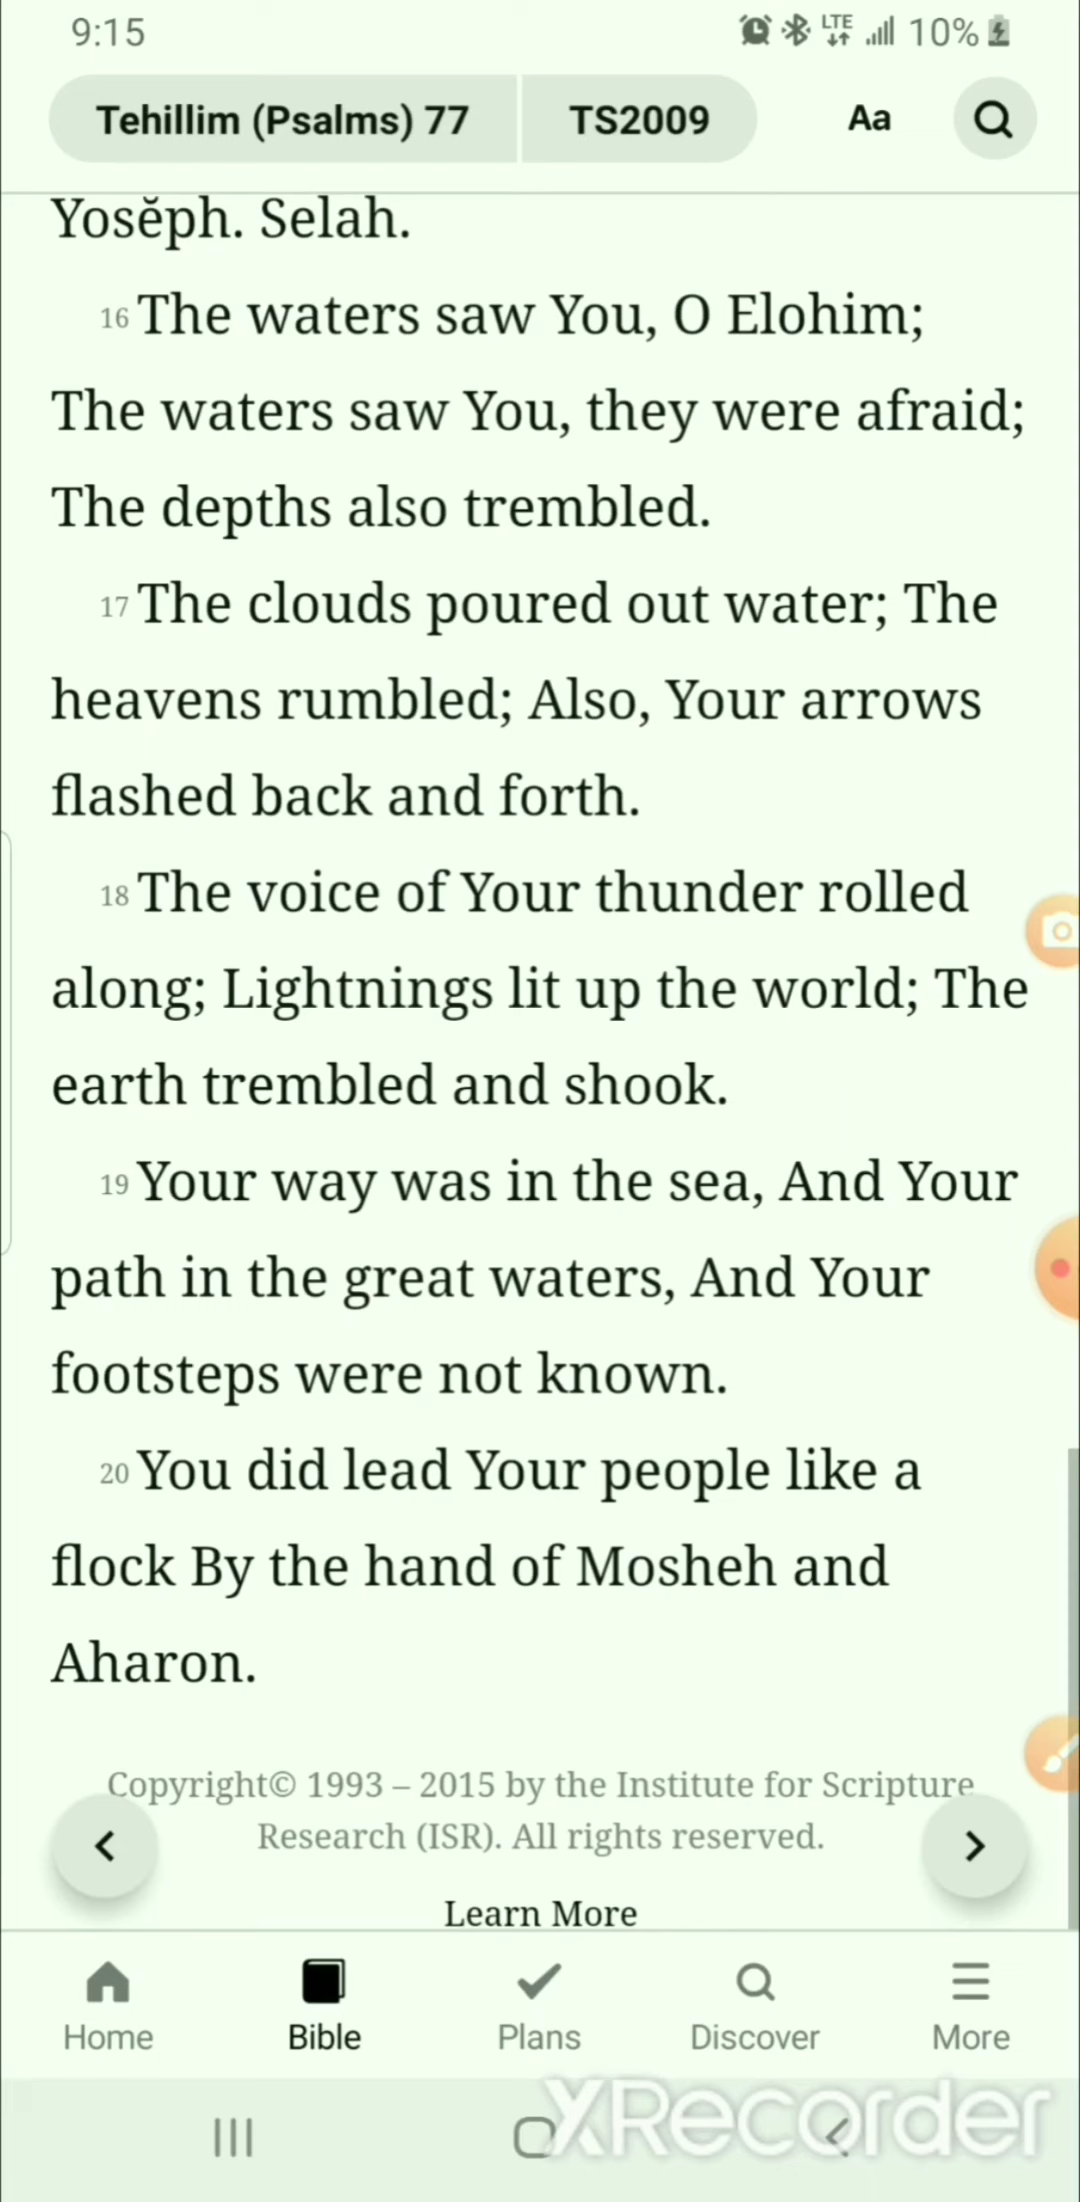 9:15 LTE 10%
Tehillim (Psalms) 77 TS2009 Aa
Yosĕph. Selah.
16 The waters saw You, O Elohim;
The waters saw You, they were afraid;
The depths also trembled.
17 The clouds poured out water; The
heavens rumbled; Also, Your arrows
flashed back and forth.
18 The voice of Your thunder rolled
along; Lightnings lit up the world; The
earth trembled and shook.
19 Your way was in the sea, And Your
path in the great waters, And Your
footsteps were not known.
20 You did lead Your people like a
flock By the hand of Mosheh and
Aharon.
Copyright© 1993 – 2015 by the Institute for Scripture
Research (ISR). All rights reserved.
Learn More
Home Bible Plans Discover More
XRecorder